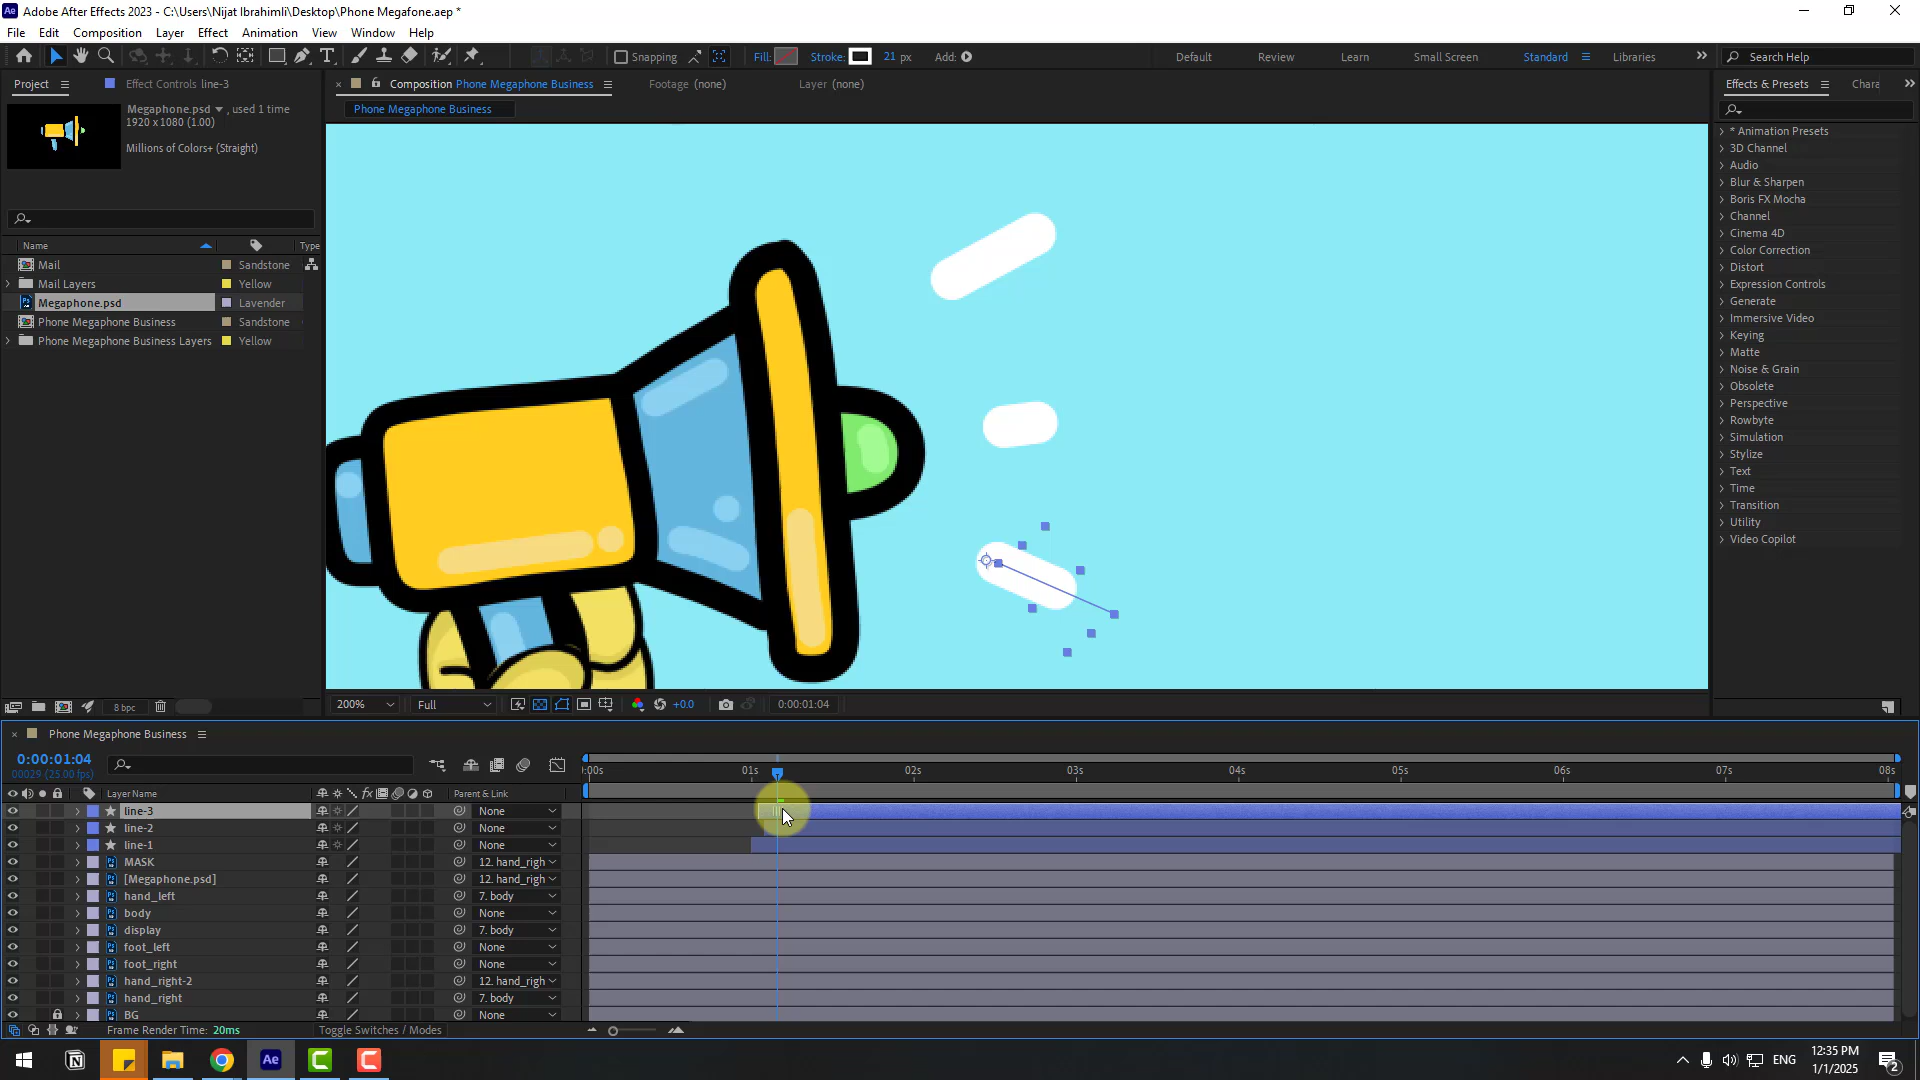 Adobe After Effects 2023 - C:\Users\Nijat Ibrahimli\Desktop\Phone Megafone.aep *
File Edit Composition Layer Effect Animation View Window Help
Snapping Fill: Stroke: 21 px Add: Default Review Learn Small Screen Standard Libraries Search Help
Project Effect Controls line-3 Composition Phone Megaphone Business Footage (none) Layer (none) Effects & Presets Chara
Megaphone.psd , used 1 time
1920 x 1080 (1.00)
Millions of Colors+ (Straight)
Phone Megaphone Business
Name Type
Mail Sandstone
Mail Layers Yellow
Megaphone.psd Lavender
Phone Megaphone Business Sandstone
Phone Megaphone Business Layers Yellow
8 bpc
* Animation Presets
3D Channel
Audio
Blur & Sharpen
Boris FX Mocha
Channel
Cinema 4D
Color Correction
Distort
Expression Controls
Generate
Immersive Video
Keying
Matte
Noise & Grain
Obsolete
Perspective
Rowbyte
Simulation
Stylize
Text
Time
Transition
Utility
Video Copilot
200% Full +0.0 0:00:01:04
Phone Megaphone Business
0:00:01:04
00029 (25.00 fps)
:00s 01s 02s 03s 04s 05s 06s 07s 08s
Layer Name Parent & Link
line-3 None
line-2 None
line-1 None
MASK 12. hand_righ
[Megaphone.psd] 12. hand_righ
hand_left 7. body
body None
display 7. body
foot_left None
foot_right None
hand_right-2 12. hand_righ
hand_right 7. body
BG None
Frame Render Time: 20ms Toggle Switches / Modes
ENG 12:35 PM
1/1/2025
2